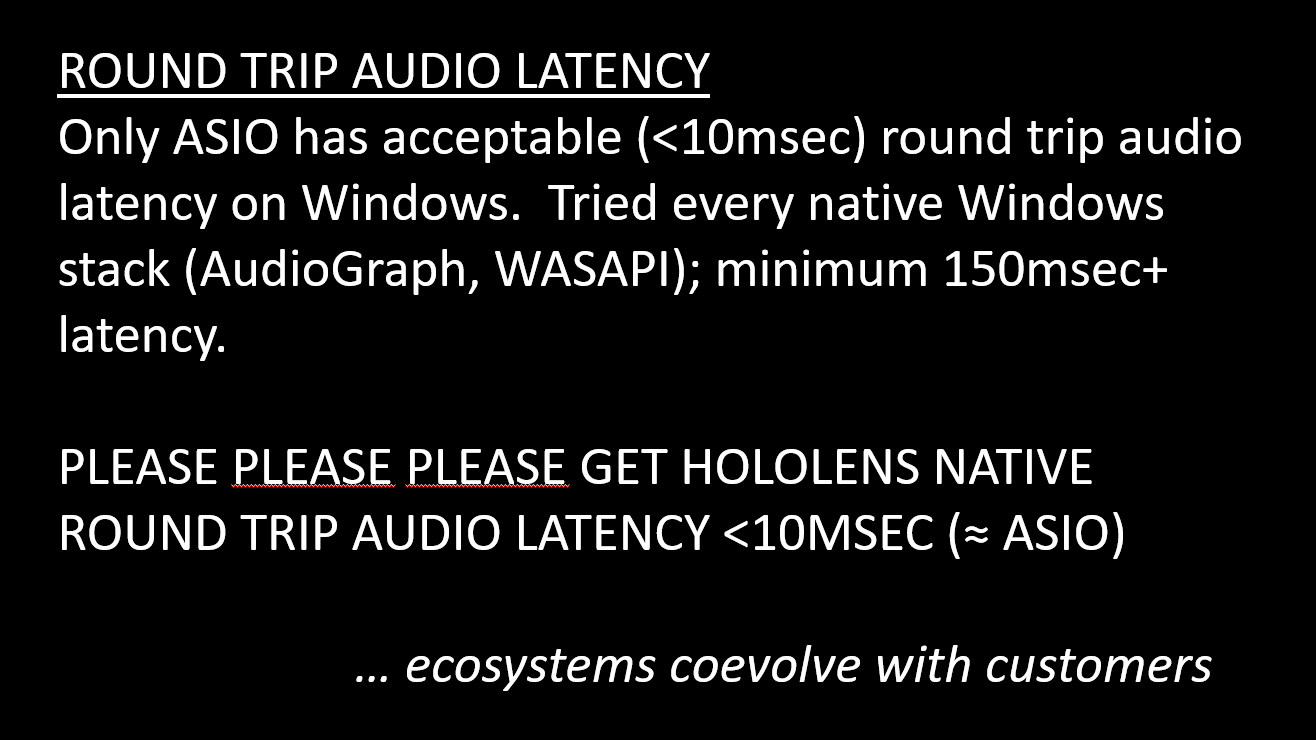 ROUND TRIP AUDIO LATENCY
Only ASIO has acceptable (<10msec) round trip audio
latency on Windows.  Tried every native Windows
stack (AudioGraph, WASAPI); minimum 150msec+
latency.
PLEASE PLEASE PLEASE GET HOLOLENS NATIVE
ROUND TRIP AUDIO LATENCY <10MSEC (≈ ASIO)
… ecosystems coevolve with customers